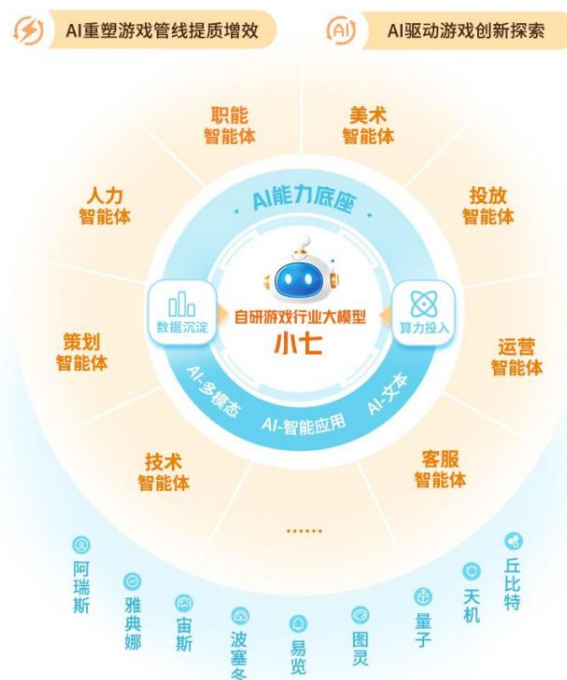 AI重塑游戏管线提质增效
AI AI驱动游戏创新探索
职能
智能体
美术
智能体
人力
智能体
投放
智能体
· AI能力底座 ·
数据沉淀
自研游戏行业大模型
小七
算力投入
策划
智能体
运营
智能体
AI-多模态
AI-智能应用
AI-文本
技术
智能体
客服
智能体
……
阿瑞斯
雅典娜
宙斯
波塞冬
易览
图灵
量子
天机
丘比特